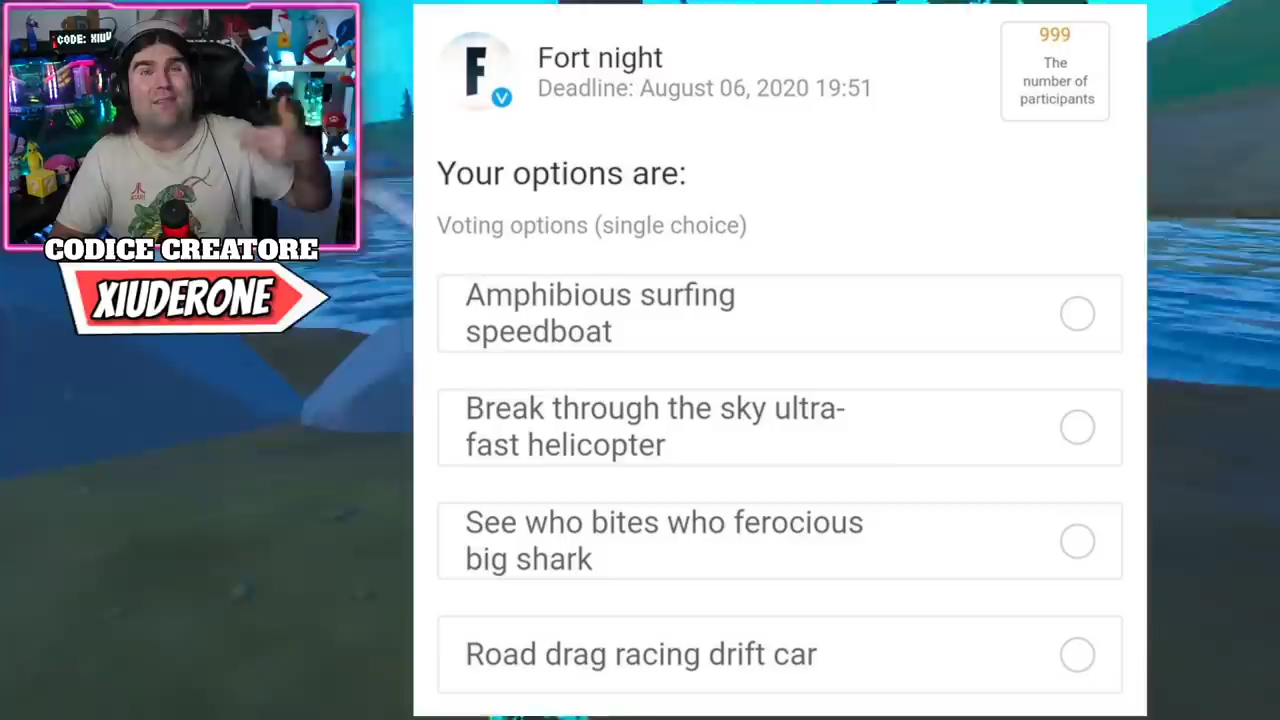 CODE: XIUV
CODICE CREATORE
XIUDERONE
F
V
Fort night
Deadline: August 06, 2020 19:51
999
The
number of
participants
Your options are:
Voting options (single choice)
Amphibious surfing
speedboat
Break through the sky ultra-
fast helicopter
See who bites who ferocious
big shark
Road drag racing drift car
ATARI